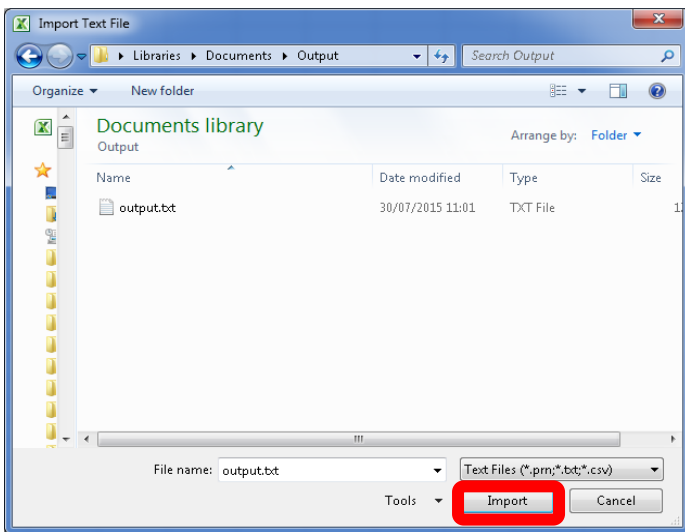 Import Text File
Libraries Documents Output Search Output
Organize New folder
Documents library
Output
Arrange by: Folder
Name Date modified Type Size
output.txt 30/07/2015 11:01 TXT File
File name: output.txt Text Files (*.prn;*.txt;*.csv)
Tools Import Cancel